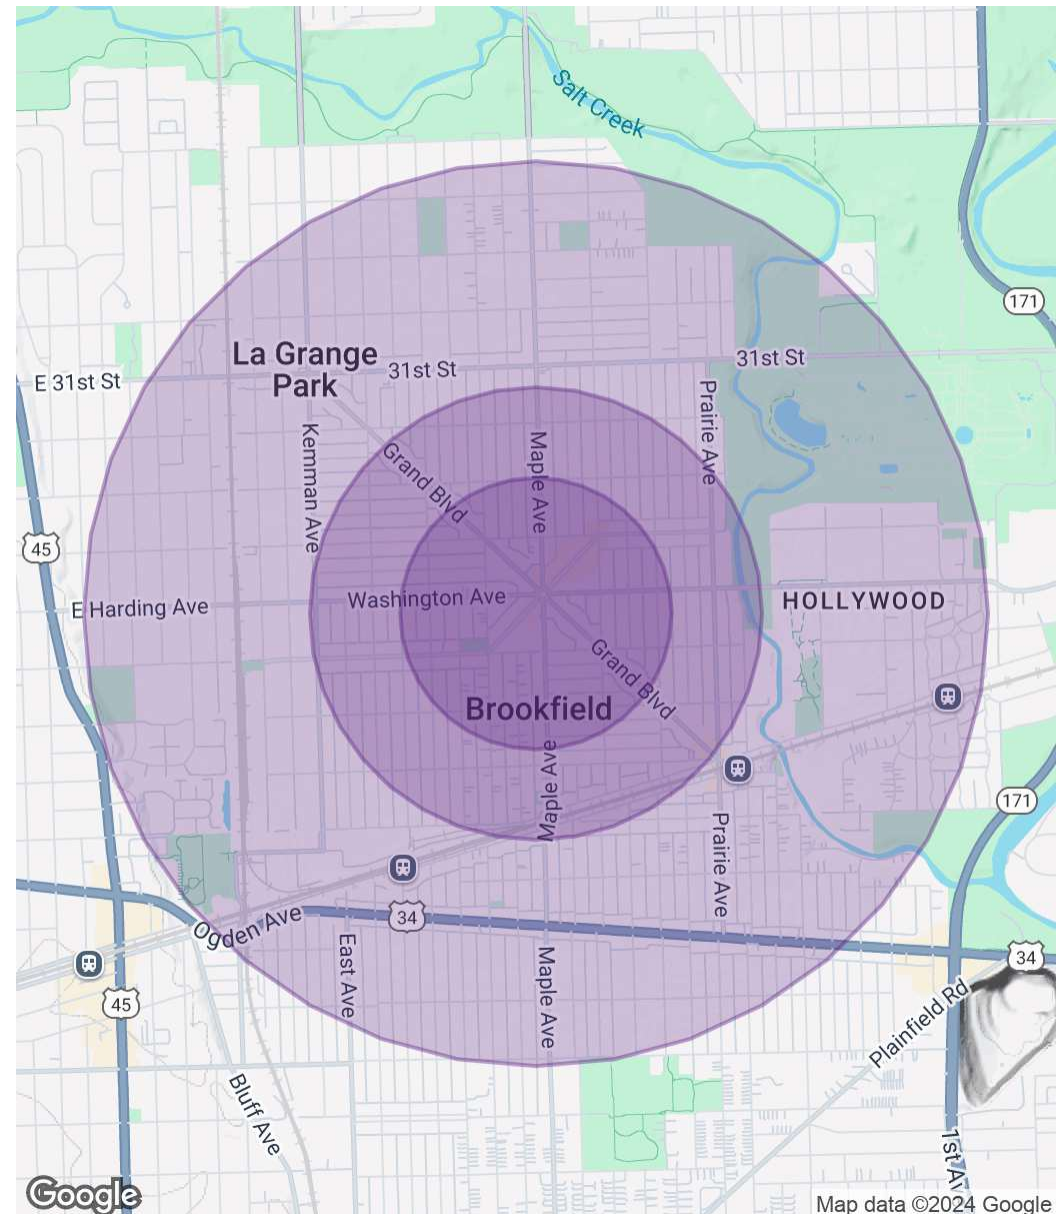 Salt Creek
171
La Grange
Park
31st St
31st St
E 31st St
Prairie Ave
Kemman Ave
Grand Blvd
Maple Ave
45
Washington Ave
E Harding Ave
HOLLYWOOD
Grand Blvd
Brookfield
Maple Ave
171
Prairie Ave
34
Ogden Ave
East Ave
Maple Ave
34
45
Plainfield Rd
Bluff Ave
1st Av
Google
Map data ©2024 Google